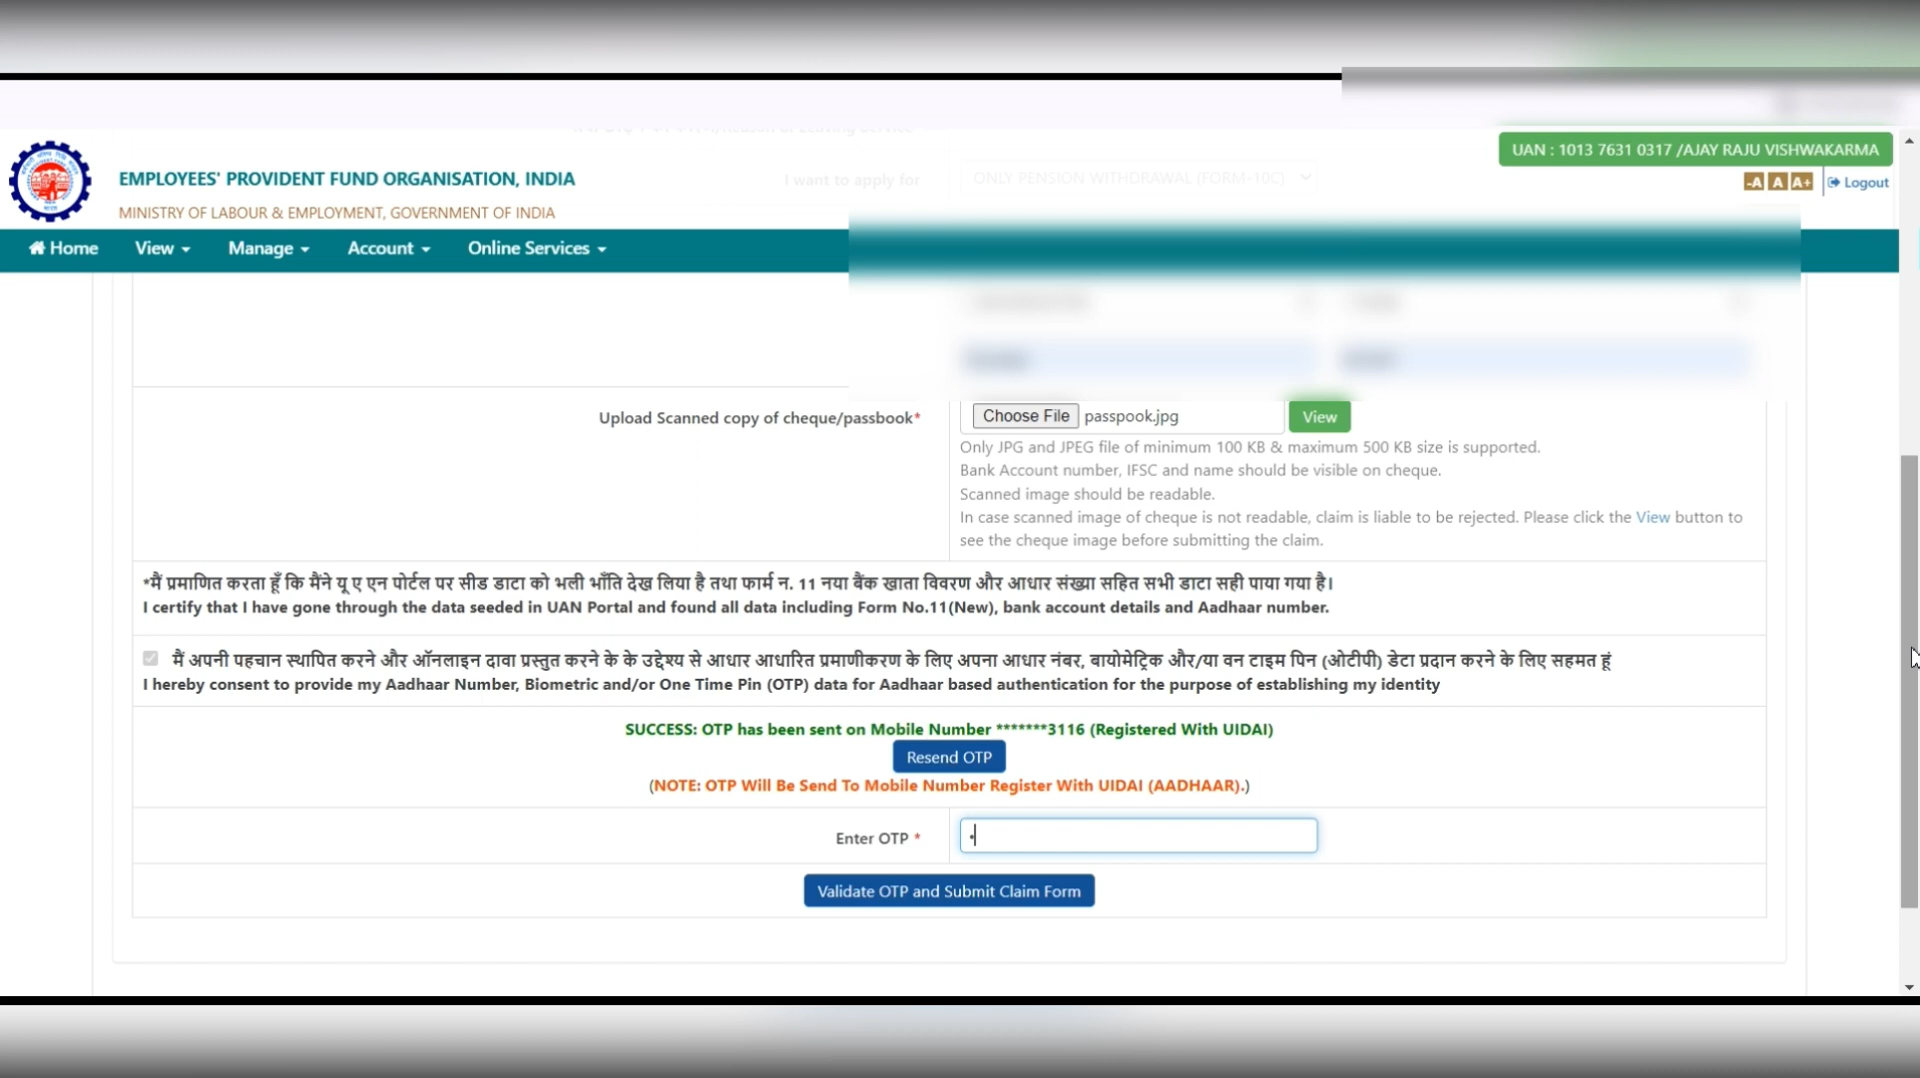 UAN : 1013 7631 0317 /AJAY RAJU VISHWAKARMA
EMPLOYEES' PROVIDENT FUND ORGANISATION, INDIA
I want to apply for
ONLY PENSION WITHDRAWAL (FORM-10C)
-A A A+ Logout
MINISTRY OF LABOUR & EMPLOYMENT, GOVERNMENT OF INDIA
Home View Manage Account Online Services
Upload Scanned copy of cheque/passbook*
Choose File passpook.jpg View
Only JPG and JPEG file of minimum 100 KB & maximum 500 KB size is supported.
Bank Account number, IFSC and name should be visible on cheque.
Scanned image should be readable.
In case scanned image of cheque is not readable, claim is liable to be rejected. Please click the View button to
see the cheque image before submitting the claim.
*मैं प्रमाणित करता हूँ कि मैंने यू ए एन पोर्टल पर सीड डाटा को भली भाँति देख लिया है तथा फार्म न. 11 नया बैंक खाता विवरण और आधार संख्या सहित सभी डाटा सही पाया गया है।
I certify that I have gone through the data seeded in UAN Portal and found all data including Form No.11(New), bank account details and Aadhaar number.
मैं अपनी पहचान स्थापित करने और ऑनलाइन दावा प्रस्तुत करने के के उद्देश्य से आधार आधारित प्रमाणीकरण के लिए अपना आधार नंबर, बायोमेट्रिक और/या वन टाइम पिन (ओटीपी) डेटा प्रदान करने के लिए सहमत हूं
I hereby consent to provide my Aadhaar Number, Biometric and/or One Time Pin (OTP) data for Aadhaar based authentication for the purpose of establishing my identity
SUCCESS: OTP has been sent on Mobile Number *******3116 (Registered With UIDAI)
Resend OTP
(NOTE: OTP Will Be Send To Mobile Number Register With UIDAI (AADHAAR).)
Enter OTP *
Validate OTP and Submit Claim Form